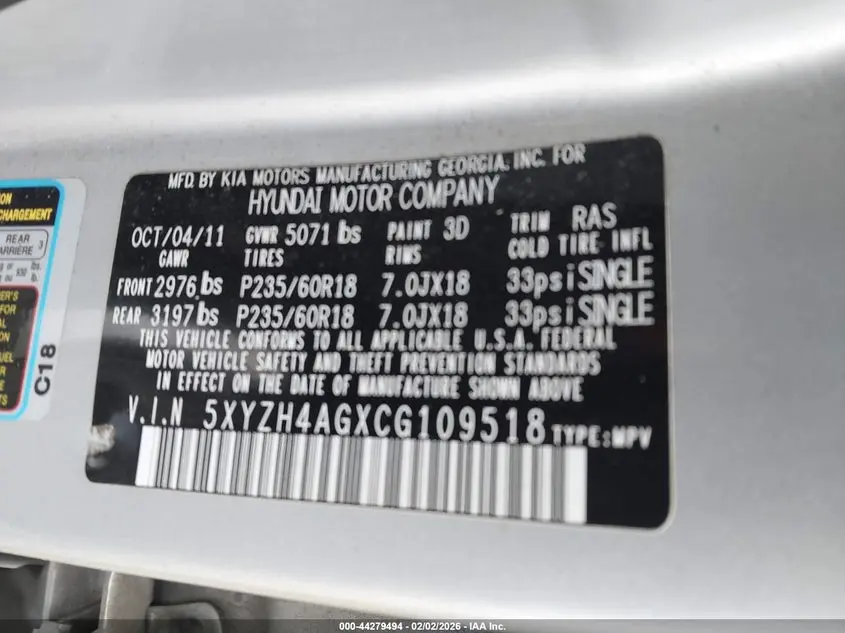 ION
CHARGEMENT
REAR
ARRIÈRE 3
C18
MFD. BY KIA MOTORS MANUFACTURING GEORGIA. INC. FOR
HYUNDAI MOTOR COMPANY
OCT/04/11 GVWR 5071 lbs PAINT 3D TRIM RAS
GAWR TIRES RIMS COLD TIRE INFL
FRONT 2976 lbs P235/60R18 7.0JX18 33psi SINGLE
REAR 3197 lbs P235/60R18 7.0JX18 33psi SINGLE
THIS VEHICLE CONFORMS TO ALL APPLICABLE U.S.A. FEDERAL
MOTOR VEHICLE SAFETY AND THEFT PREVENTION STANDARDS
IN EFFECT ON THE DATE OF MANUFACTURE SHOWN ABOVE
V.I.N 5XYZH4AGXCG109518 TYPE:MPV
000-44279494 — 02/02/2026 — IAA Inc.